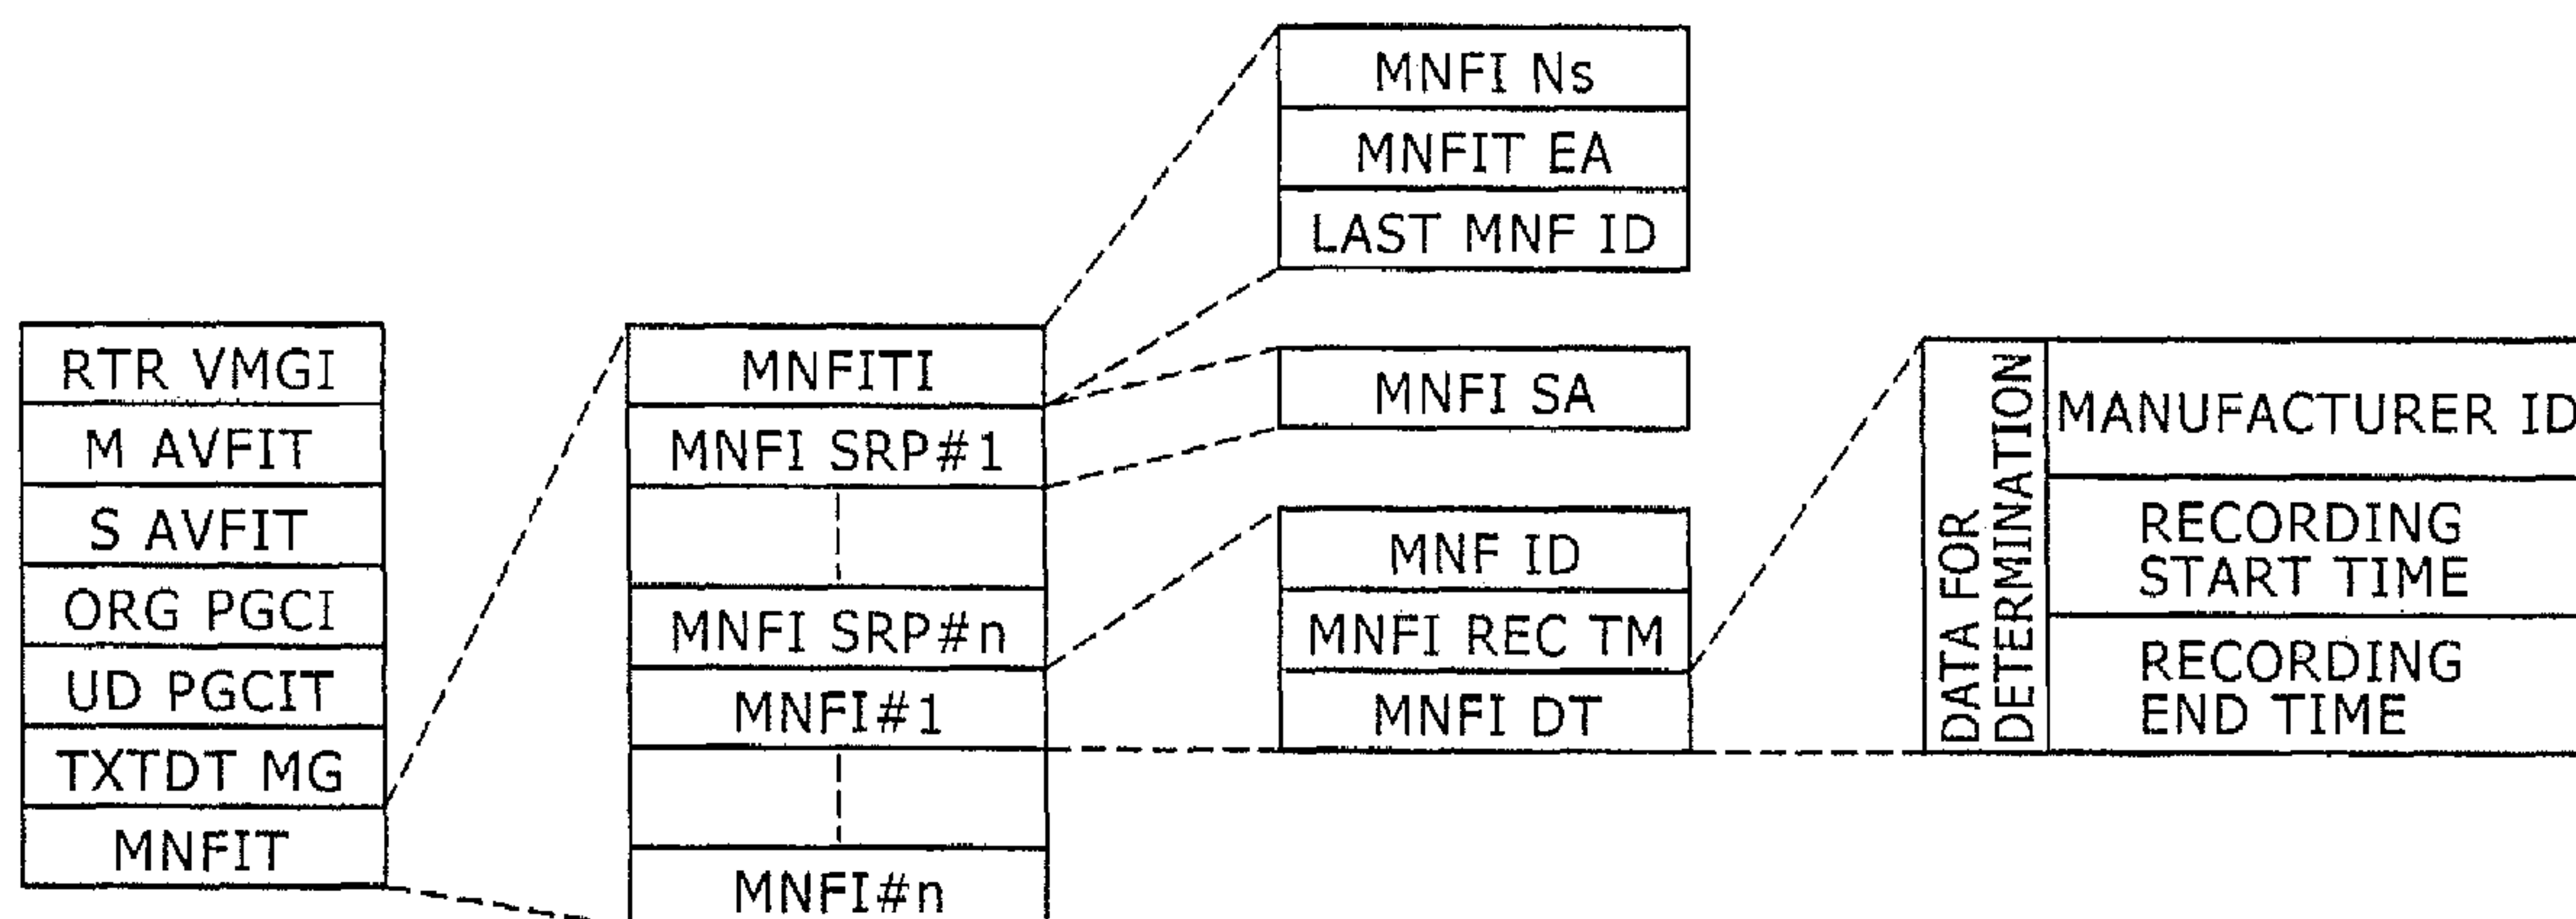 RTR VMGI
M AVFIT
S AVFIT
ORG PGCI
UD PGCIT
TXTDT MG
MNFIT
MNFITI
MNFI SRP#1
MNFI SRP#n
MNFI#1
MNFI#n
MNFI Ns
MNFIT EA
LAST MNF ID
MNFI SA
MNF ID
MNFI REC TM
MNFI DT
DATA FOR
DETERMINATION
MANUFACTURER ID
RECORDING
START TIME
RECORDING
END TIME